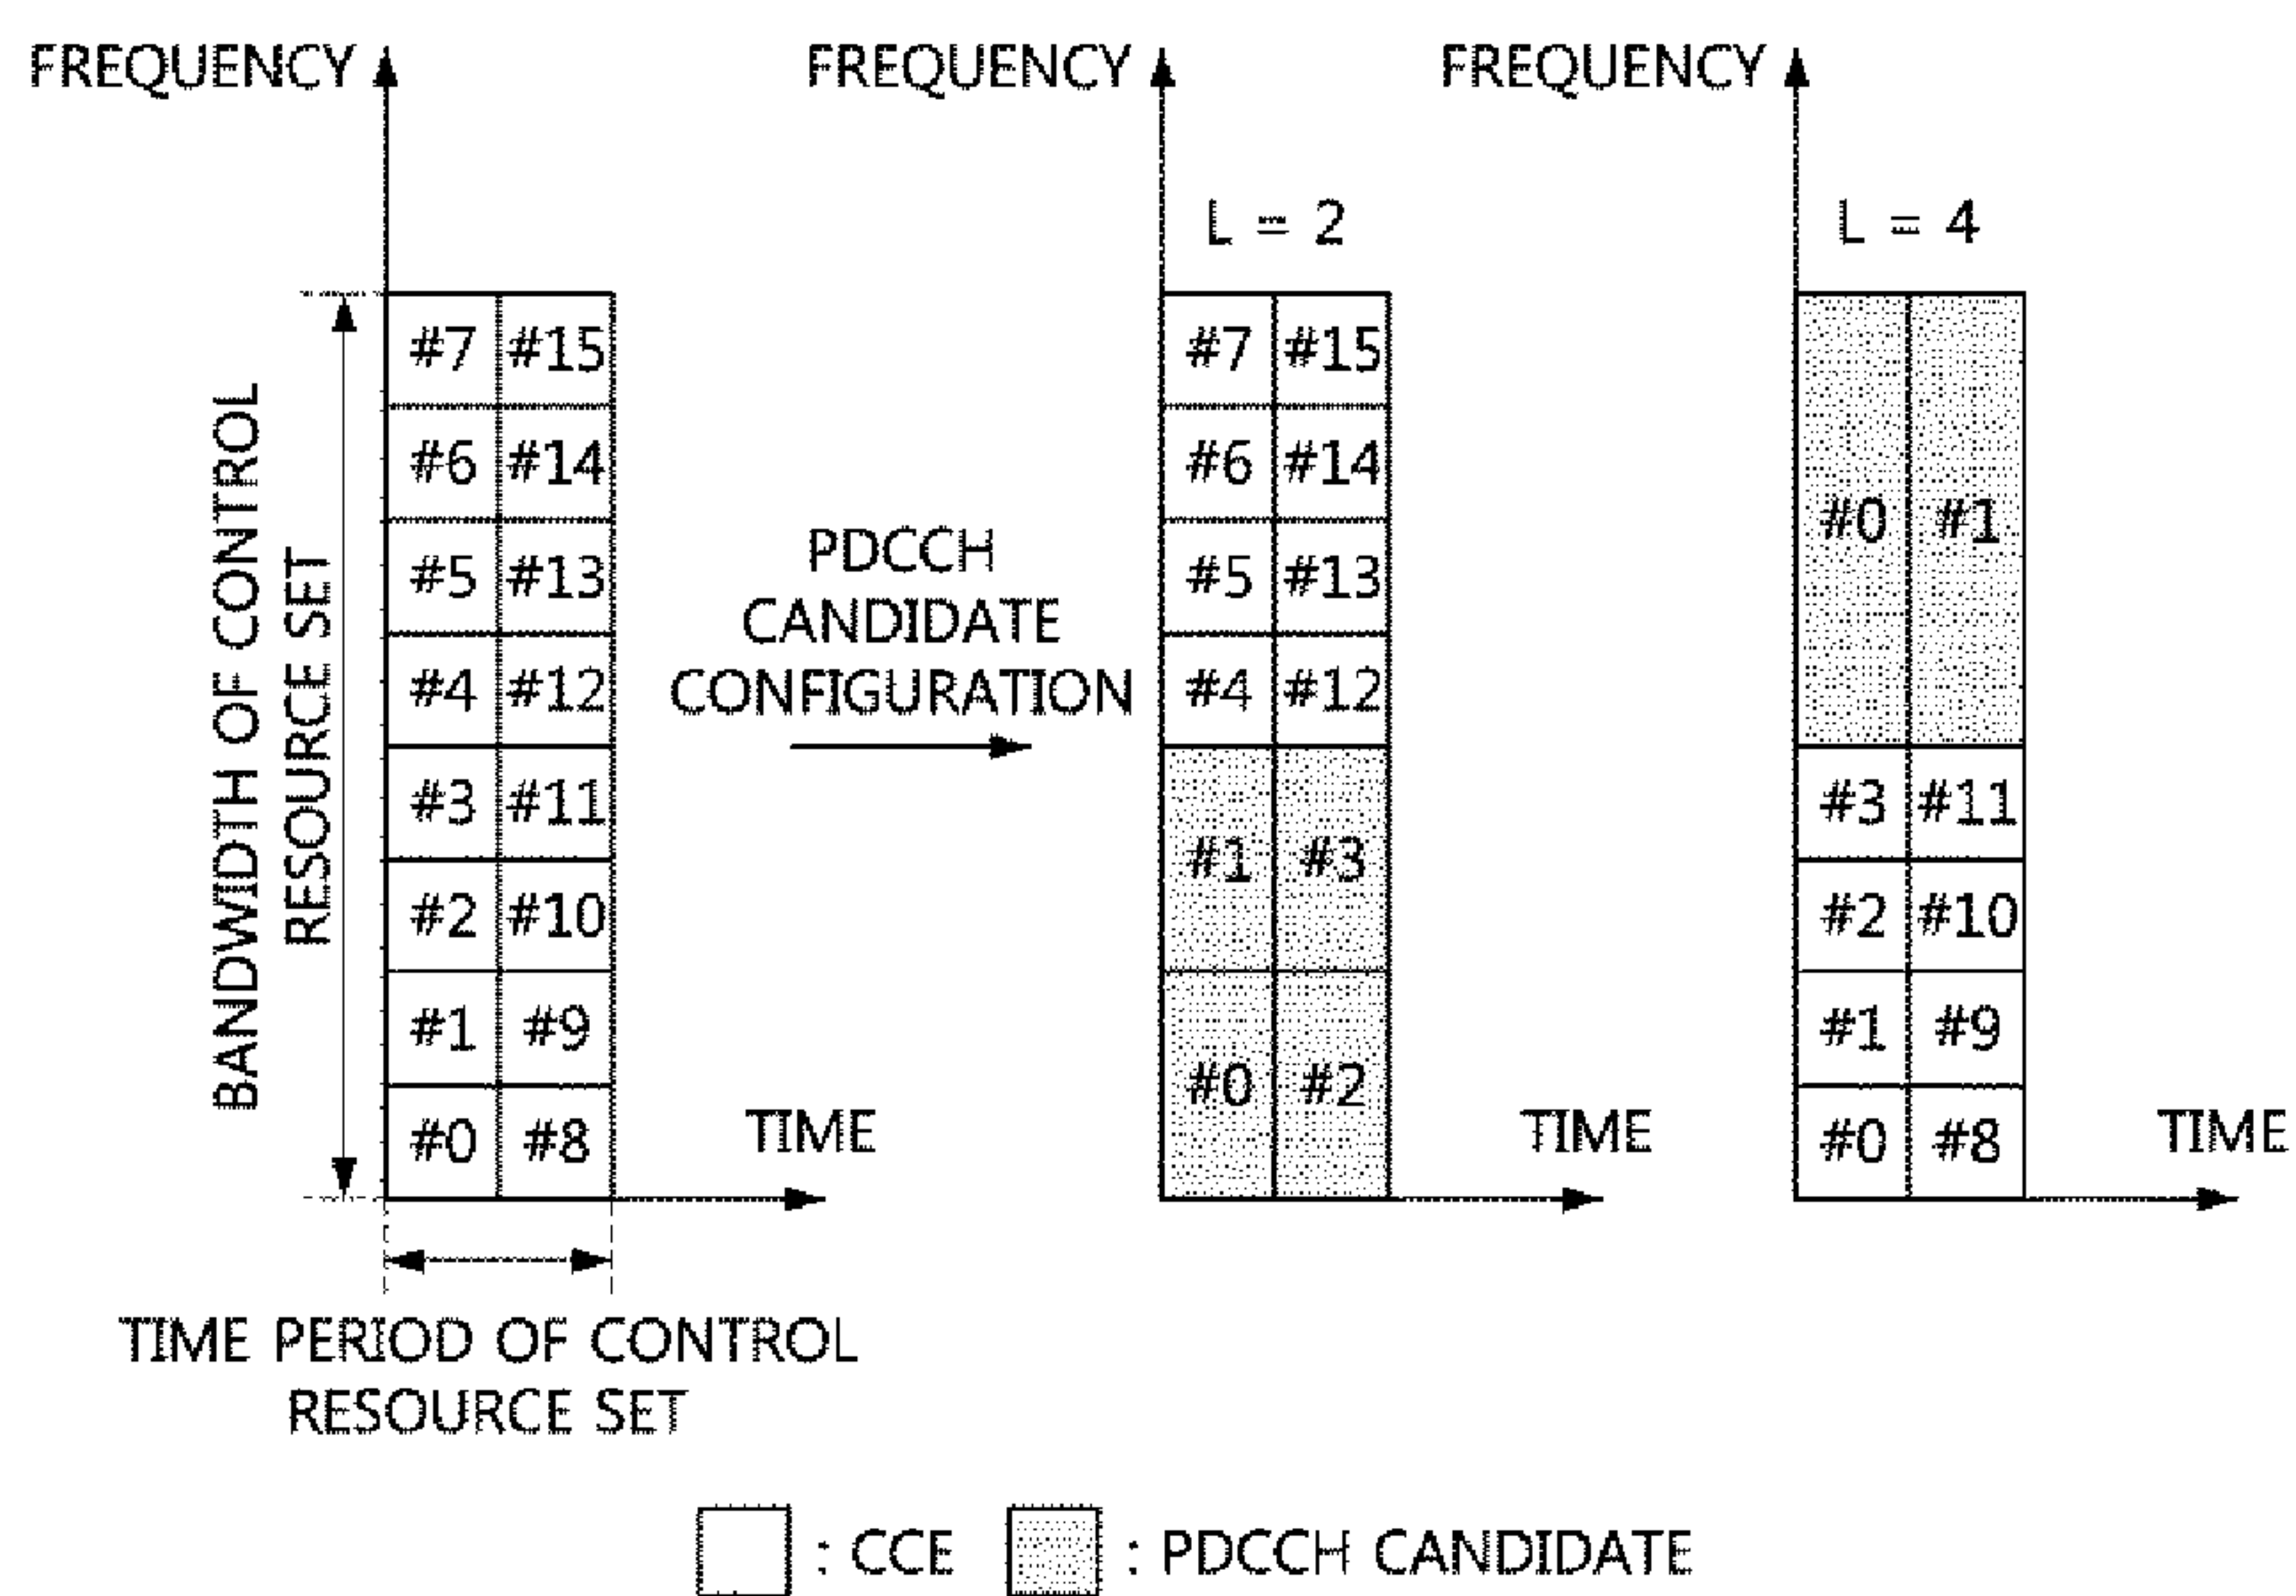 FREQUENCY
FREQUENCY
FREQUENCY
L = 2
L = 4
BANDWIDTH OF CONTROL
RESOURCE SET
#7 #15
#6 #14
#5 #13
#4 #12
#3 #11
#2 #10
#1 #9
#0 #8
TIME
TIME PERIOD OF CONTROL
RESOURCE SET
PDCCH
CANDIDATE
CONFIGURATION
#7 #15
#6 #14
#5 #13
#4 #12
#1 #3
#0 #2
TIME
#0 #1
#3 #11
#2 #10
#1 #9
#0 #8
TIME
: CCE
: PDCCH CANDIDATE